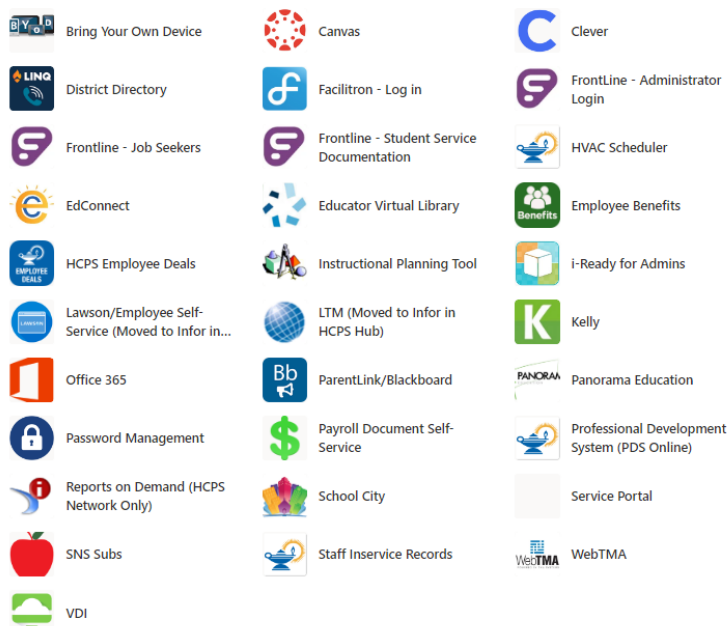 BYOD
Bring Your Own Device
Canvas
Clever
LINQ
District Directory
Facilitron - Log in
FrontLine - Administrator
Login
Frontline - Job Seekers
Frontline - Student Service
Documentation
HVAC Scheduler
EdConnect
Educator Virtual Library
Benefits
Employee Benefits
EMPLOYEE
DEALS
HCPS Employee Deals
Instructional Planning Tool
i-Ready for Admins
LAWSON
Lawson/Employee Self-
Service (Moved to Infor in...
LTM (Moved to Infor in
HCPS Hub)
K
Kelly
Office 365
Bb
ParentLink/Blackboard
PANORAM
Panorama Education
Password Management
$
Payroll Document Self-
Service
Professional Development
System (PDS Online)
i
Reports on Demand (HCPS
Network Only)
School City
Service Portal
SNS Subs
Staff Inservice Records
WebTMA
WebTMA
VDI